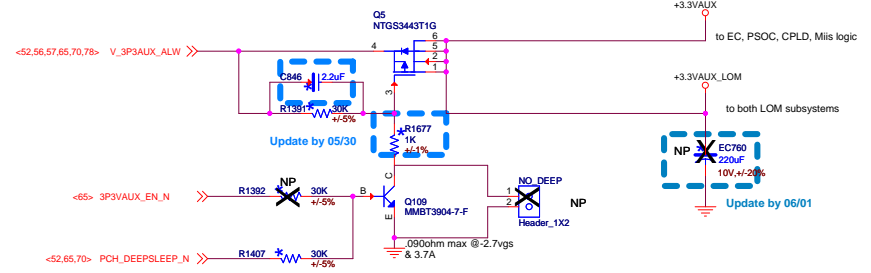 +3.3VAUX
Q5
NTGS3443T1G
to EC, PSOC, CPLD, Miis logic
<52,56,57,65,70,78> V_3P3AUX_ALW
4
6
5
2
1
3
C846
2.2uF
+3.3VAUX_LOM
R1391
30K
+/-5%
to both LOM subsystems
Update by 05/30
R1677
1K
+/-1%
NP
EC760
220uF
10V,+/-20%
Update by 06/01
NP
NO_DEEP
<65> 3P3VAUX_EN_N
R1392
30K
+/-5%
B
C
E
Q109
MMBT3904-7-F
1
2
NP
Header_1X2
.090ohm max @-2.7vgs
& 3.7A
<52,65,70> PCH_DEEPSLEEP_N
R1407
30K
+/-5%